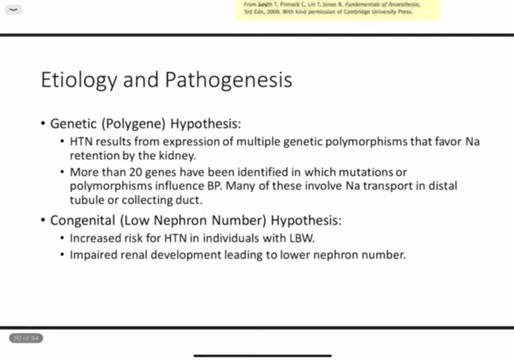 From Smith T, Pinnock C, Lin T, Jones R. Fundamentals of Anaesthesia,
3rd Edn, 2009. With kind permission of Cambridge University Press.
Etiology and Pathogenesis
• Genetic (Polygene) Hypothesis:
• HTN results from expression of multiple genetic polymorphisms that favor Na
retention by the kidney.
• More than 20 genes have been identified in which mutations or
polymorphisms influence BP. Many of these involve Na transport in distal
tubule or collecting duct.
• Congenital (Low Nephron Number) Hypothesis:
• Increased risk for HTN in individuals with LBW.
• Impaired renal development leading to lower nephron number.